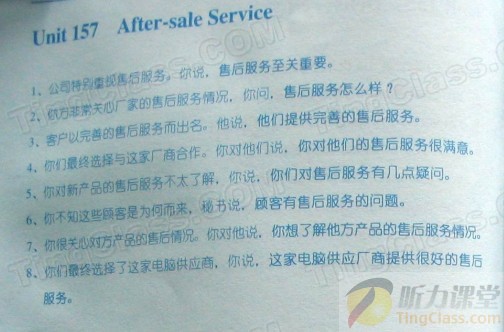 Unit 157 After-sale Service
1、公司特别重视售后服务。你说，售后服务至关重要。
2、你方非常关心厂家的售后服务情况，你问，售后服务怎么样？
3、客户以完善的售后服务而出名。他说，他们提供完善的售后服务。
4、你们最终选择与这家厂商合作。你对他们说，你对他们的售后服务很满意。
5、你对新产品的售后服务不太了解，你说，你们对售后服务有几点疑问。
6、你不知这些顾客是为何而来，秘书说，顾客有售后服务的问题。
7、你很关心对方产品的售后情况。你对他说，你想了解他方产品的售后服务情况。
8、你们最终选择了这家电脑供应商，你说，这家电脑供应厂商提供很好的售后
服务。
听力课堂
TingClass.com